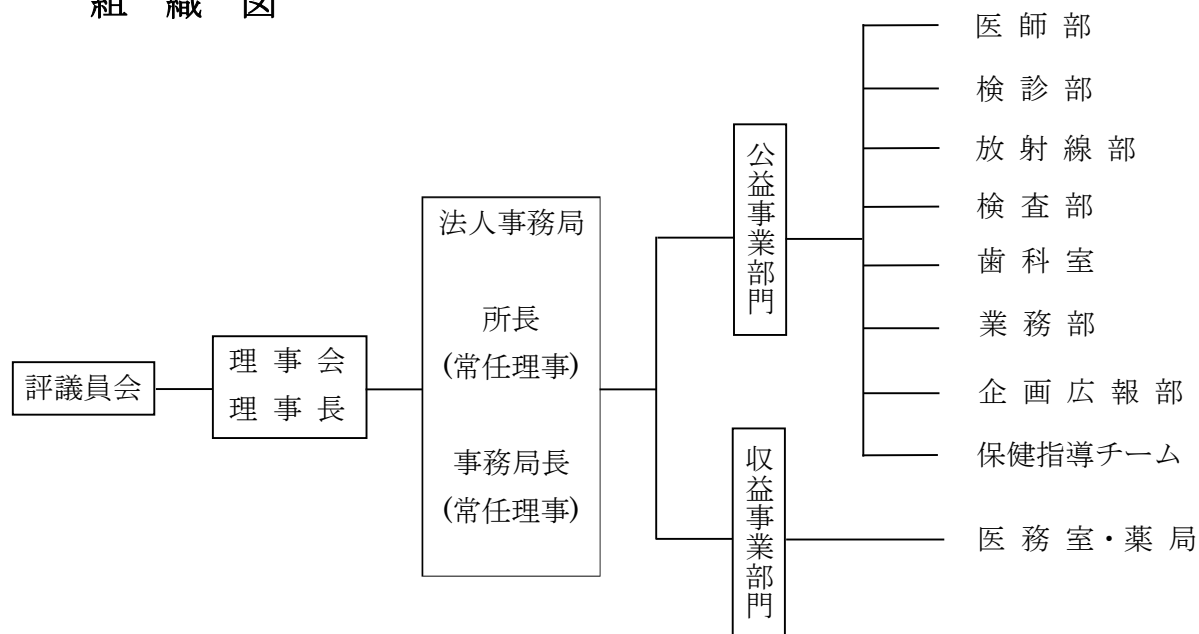 組 織 図
評議員会
理 事 会
理 事 長
法人事務局
所長
(常任理事)
事務局長
(常任理事)
公益事業部門
収益事業部門
医 師 部
検 診 部
放 射 線 部
検 査 部
歯 科 室
業 務 部
企 画 広 報 部
保健指導チーム
医 務 室・薬 局